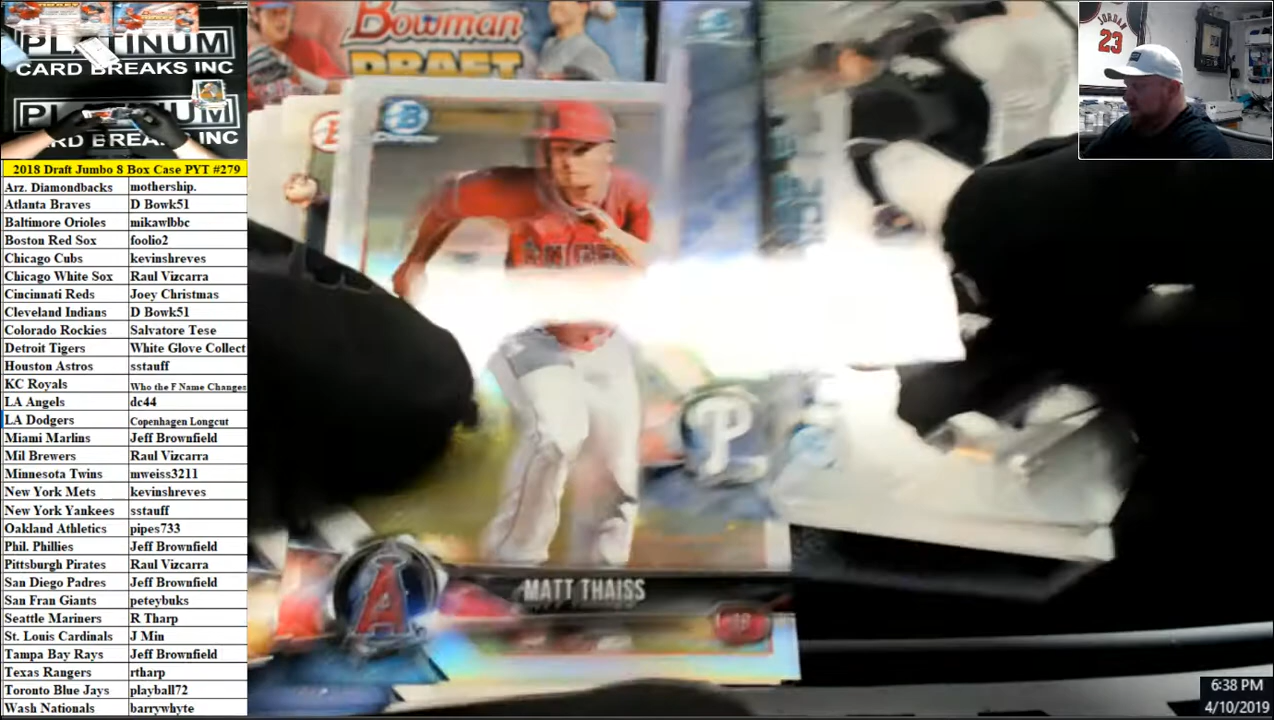 PLATINUM
CARD BREAKS INC
PLATINUM
CARD BREAKS INC
2018 Draft Jumbo 8 Box Case PYT #279
Arz. Diamondbacks mothership.
Atlanta Braves D Bowk51
Baltimore Orioles mikawlbbc
Boston Red Sox foolio2
Chicago Cubs kevinshreves
Chicago White Sox Raul Vizcarra
Cincinnati Reds Joey Christmas
Cleveland Indians D Bowk51
Colorado Rockies Salvatore Tese
Detroit Tigers White Glove Collect
Houston Astros sstauff
KC Royals Who the F Name Changes
LA Angels dc44
LA Dodgers Copenhagen Longcut
Miami Marlins Jeff Brownfield
Mil Brewers Raul Vizcarra
Minnesota Twins mweiss3211
New York Mets kevinshreves
New York Yankees sstauff
Oakland Athletics pipes733
Phil. Phillies Jeff Brownfield
Pittsburgh Pirates Raul Vizcarra
San Diego Padres Jeff Brownfield
San Fran Giants peteybuks
Seattle Mariners R Tharp
St. Louis Cardinals J Min
Tampa Bay Rays Jeff Brownfield
Texas Rangers rtharp
Toronto Blue Jays playball72
Wash Nationals barrywhyte
Bowman
DRAFT
B
A
MATT THAISS
1B
P
JORDAN
23
6:38 PM
4/10/2019